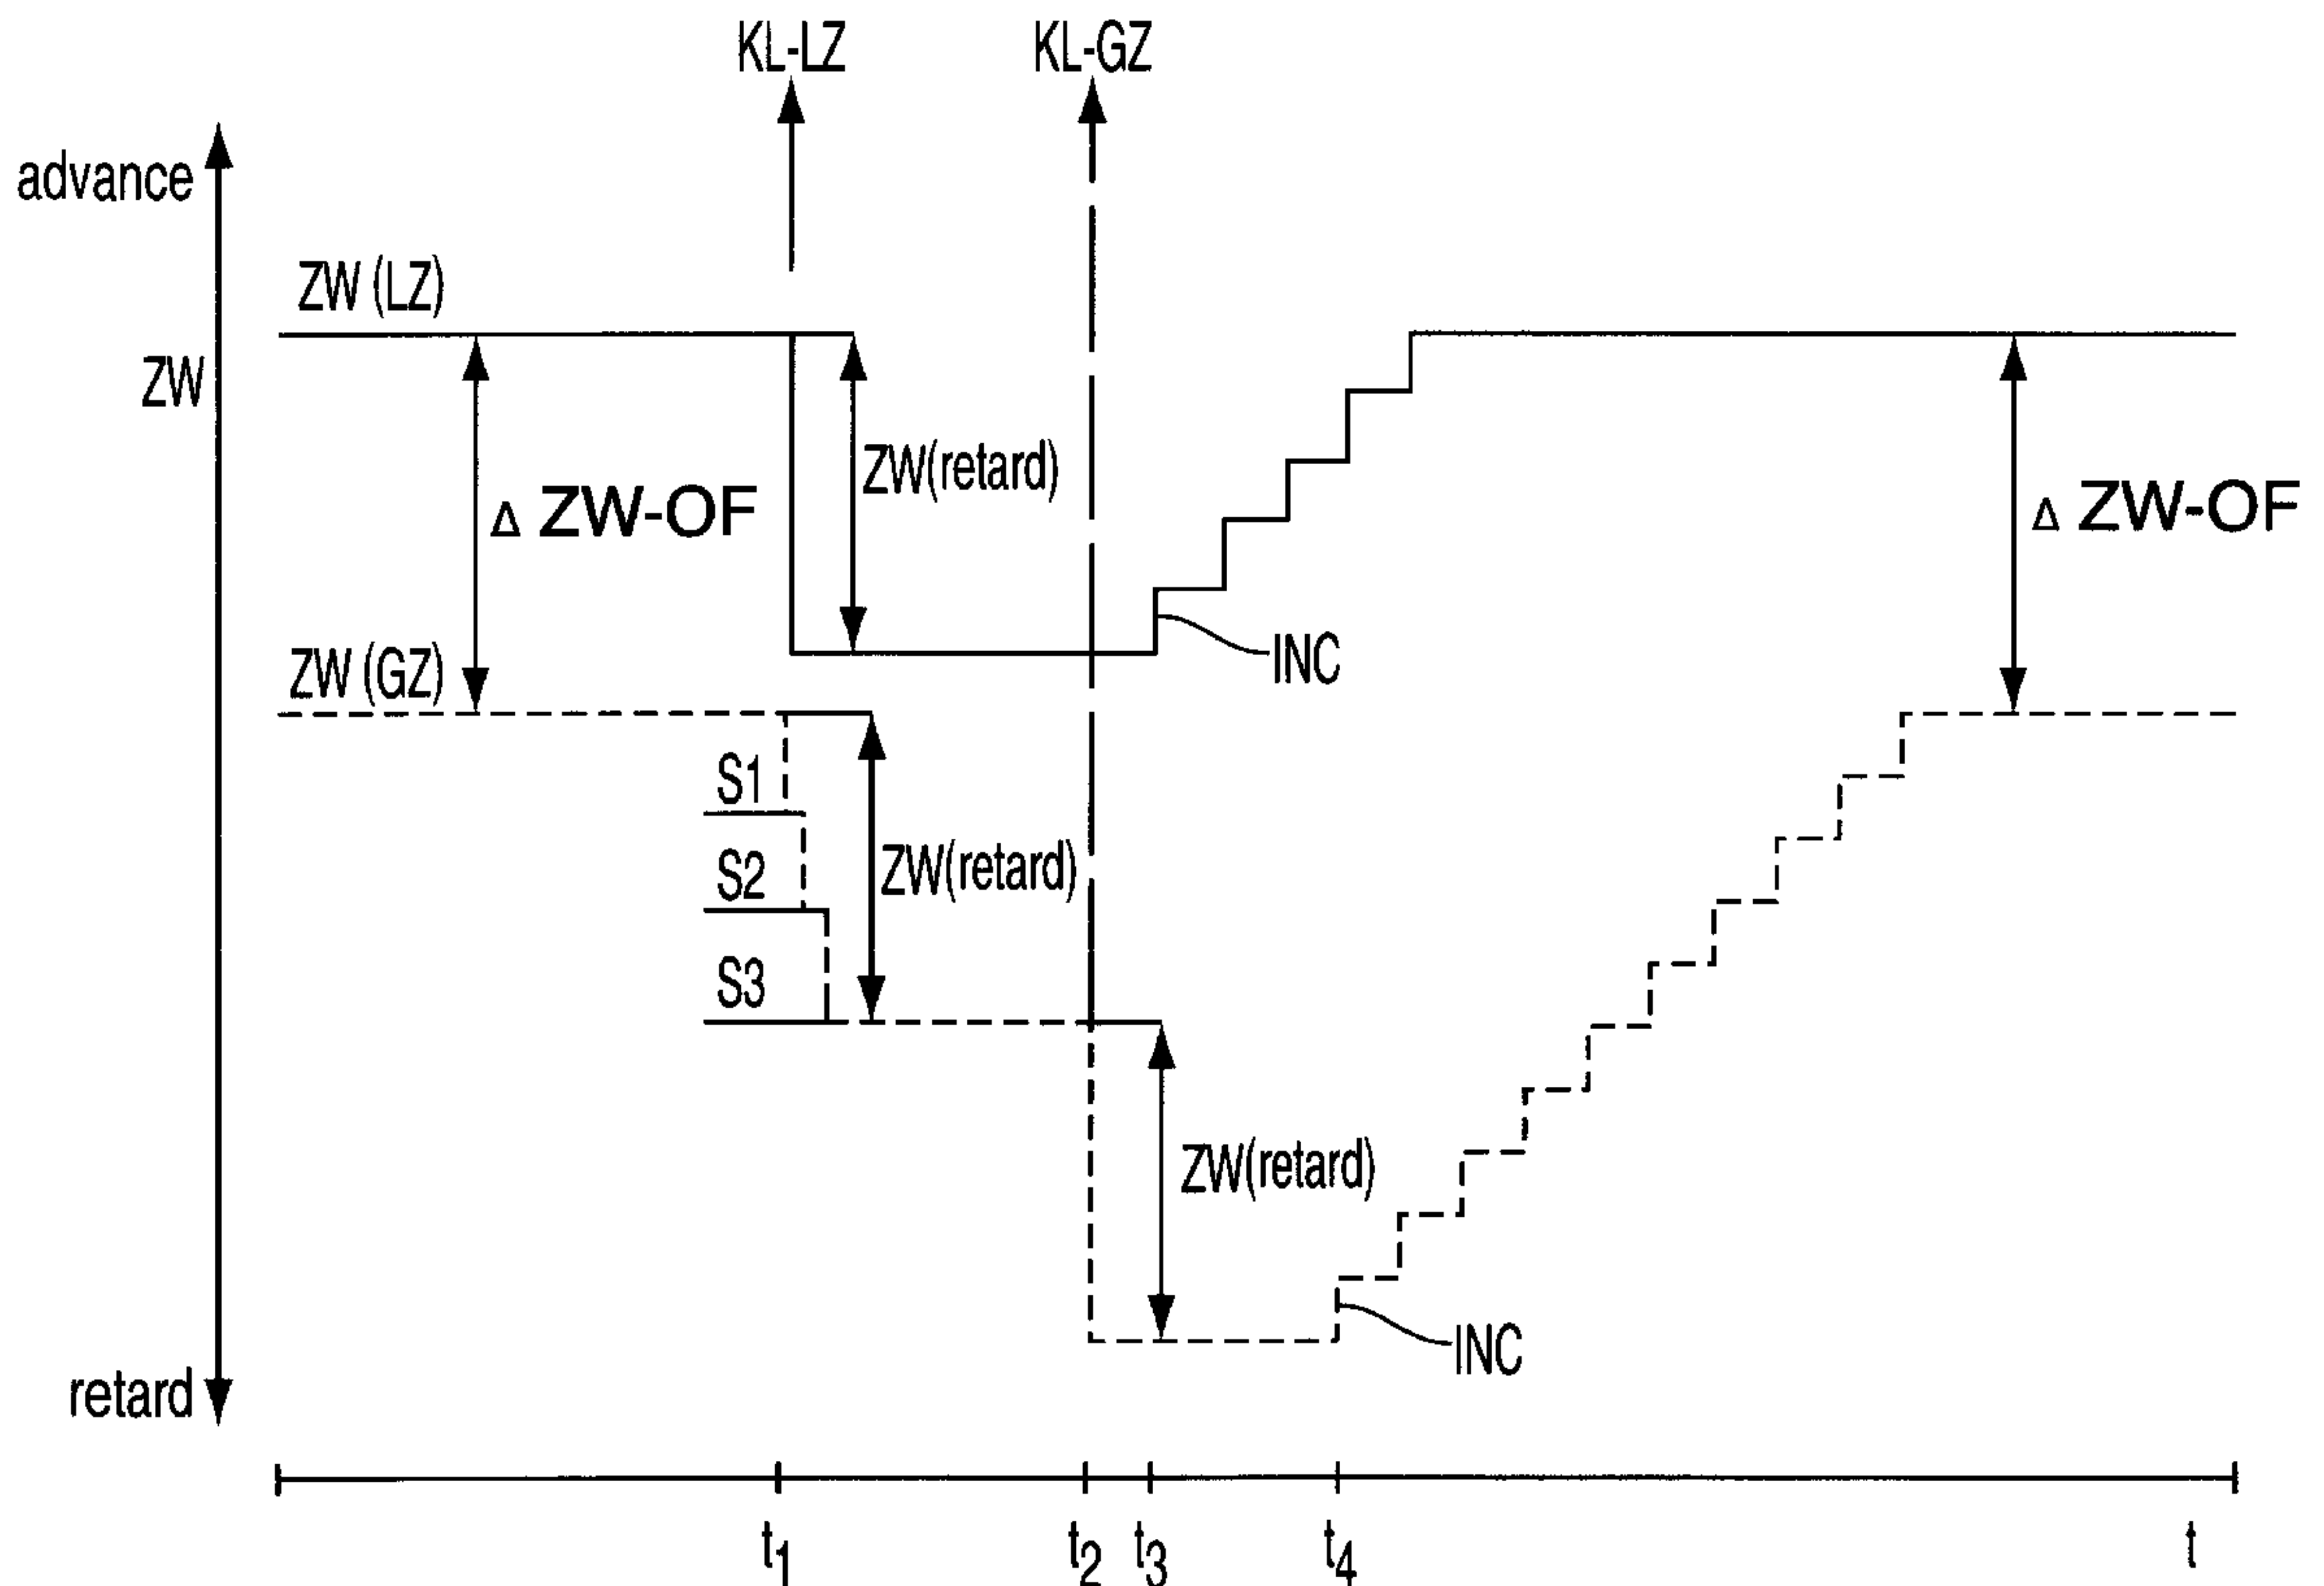 KL-LZ
KL-GZ
advance
ZW (LZ)
ZW
ZW(retard)
Δ ZW-OF
Δ ZW-OF
INC
ZW (GZ)
S1
S2
ZW(retard)
S3
ZW(retard)
INC
retard
t1
t2
t3
t4
t